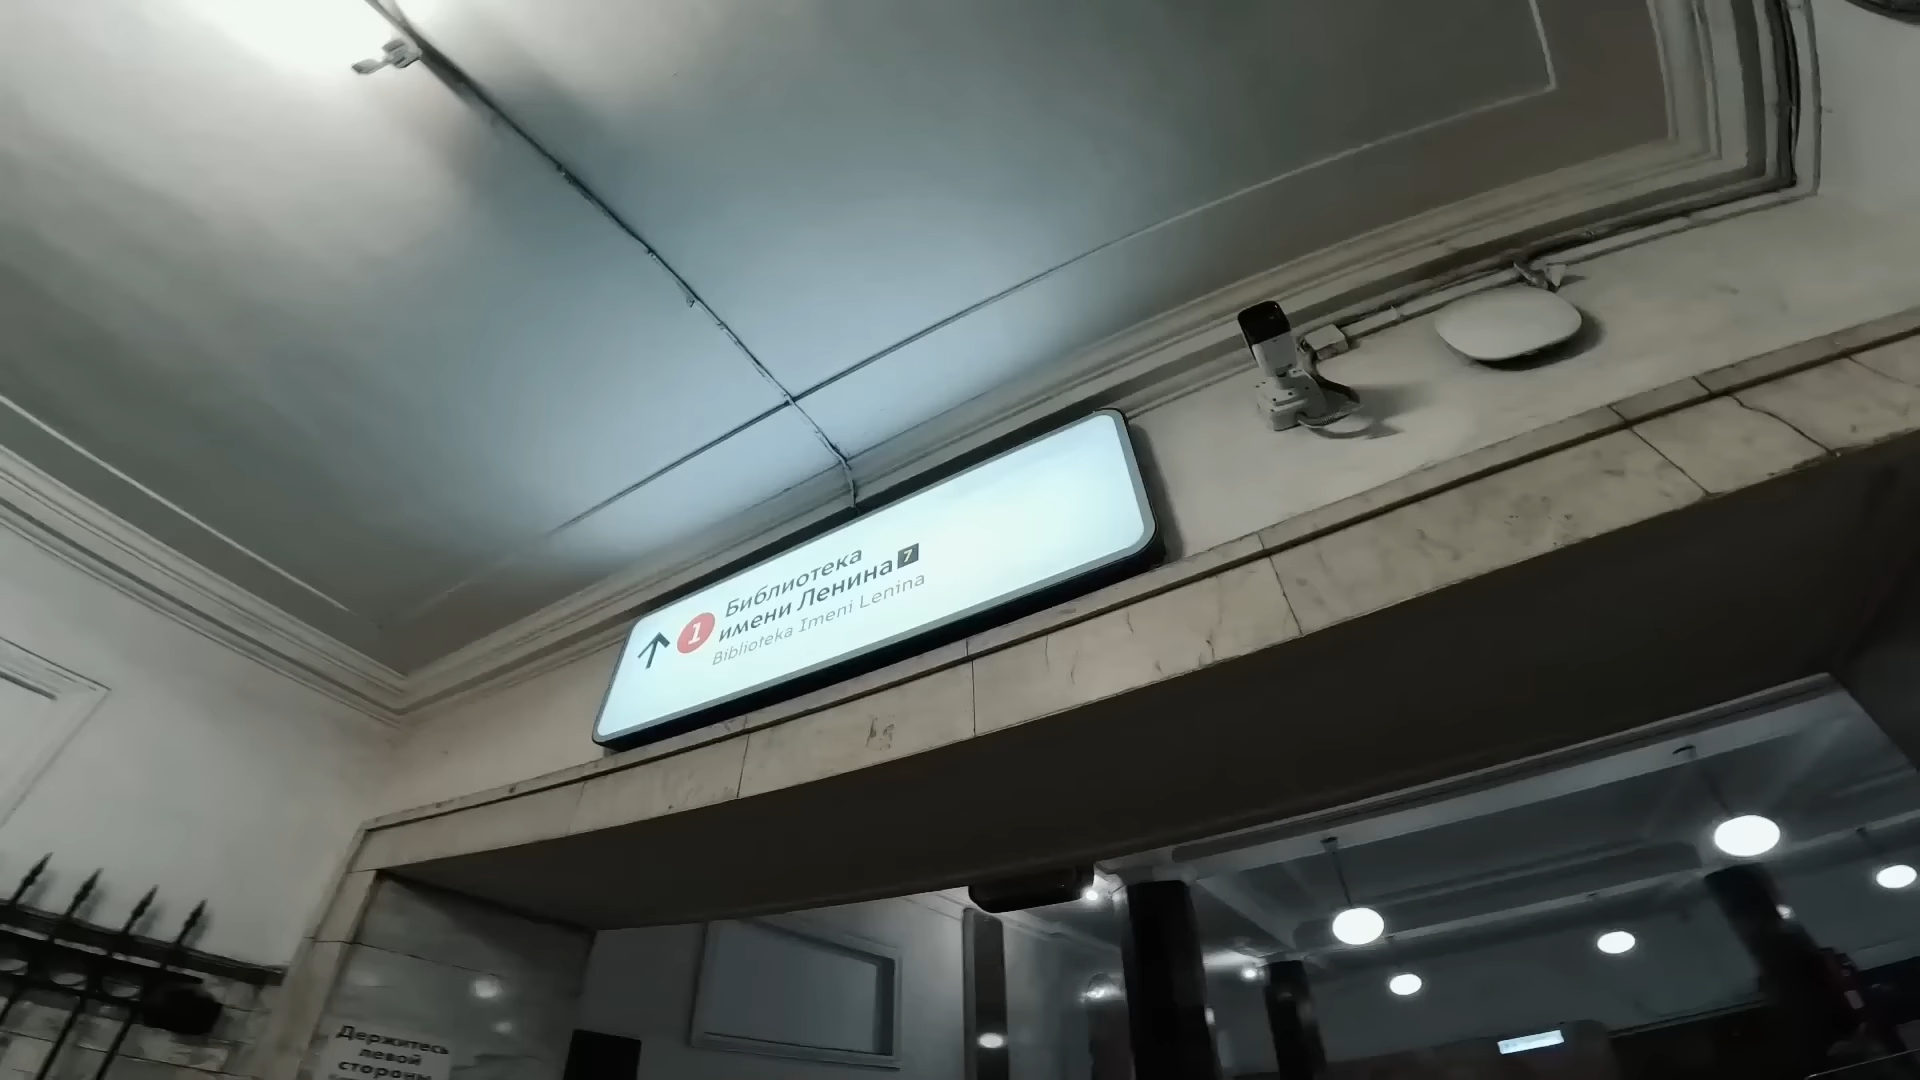 1
Библиотека
имени Ленина 7
Biblioteka Imeni Lenina
Держитесь
левой
стороны